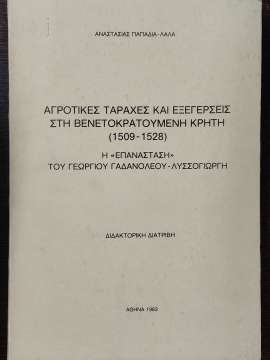 ΑΝΑΣΤΑΣΙΑΣ ΠΑΠΑΔΙΑ-ΛΑΛΑ
ΑΓΡΟΤΙΚΕΣ ΤΑΡΑΧΕΣ ΚΑΙ ΕΞΕΓΕΡΣΕΙΣ
ΣΤΗ ΒΕΝΕΤΟΚΡΑΤΟΥΜΕΝΗ ΚΡΗΤΗ
(1509-1528)
Η «ΕΠΑΝΑΣΤΑΣΗ»
ΤΟΥ ΓΕΩΡΓΙΟΥ ΓΑΔΑΝΟΛΕΟΥ-ΛΥΣΣΟΓΙΩΡΓΗ
ΔΙΔΑΚΤΟΡΙΚΗ ΔΙΑΤΡΙΒΗ
ΑΘΗΝΑ 1983